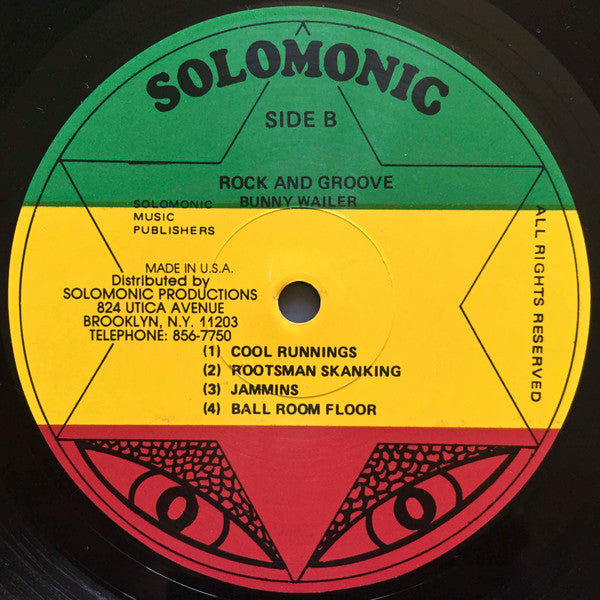 SOLOMONIC
SIDE B
ROCK AND GROOVE
BUNNY WAILER
SOLOMONIC
MUSIC
PUBLISHERS
ALL RIGHTS RESERVED
MADE IN U.S.A.
Distributed by
SOLOMONIC PRODUCTIONS
824 UTICA AVENUE
BROOKLYN, N.Y. 11203
TELEPHONE: 856-7750
(1) COOL RUNNINGS
(2) ROOTSMAN SKANKING
(3) JAMMINS
(4) BALL ROOM FLOOR